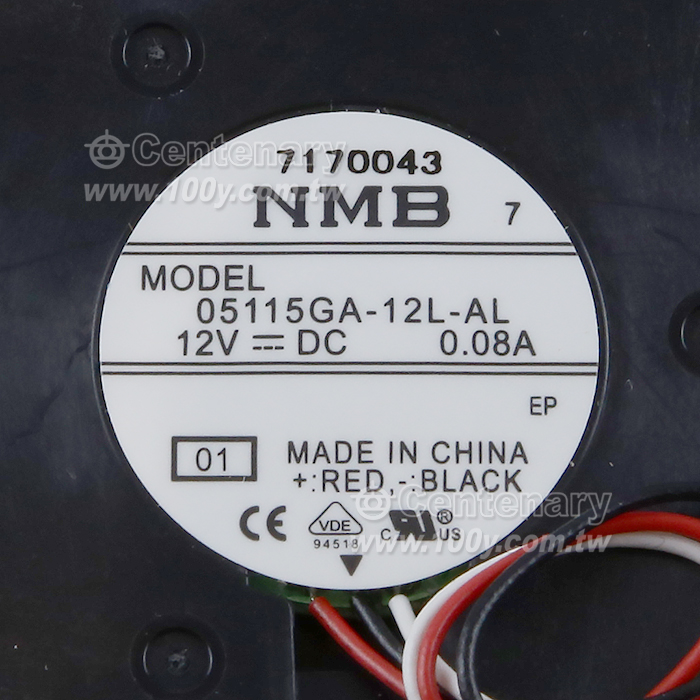 7170043
Centenary
www.100y.com.tw
NMB 7
MODEL
05115GA-12L-AL
12V ⎓ DC 0.08A
EP
01
MADE IN CHINA
+:RED,-:BLACK
CE
VDE
94518
C RU ® US
Centenary
www.100y.com.tw